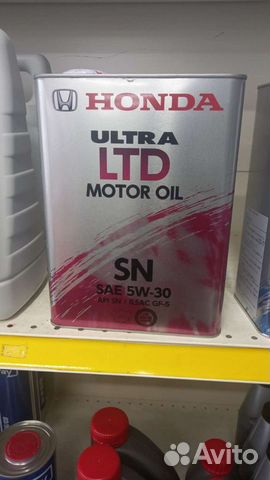 HONDA
ULTRA
LTD
MOTOR OIL
SN
SAE 5W-30
API SN / ILSAC GF-5
Avito